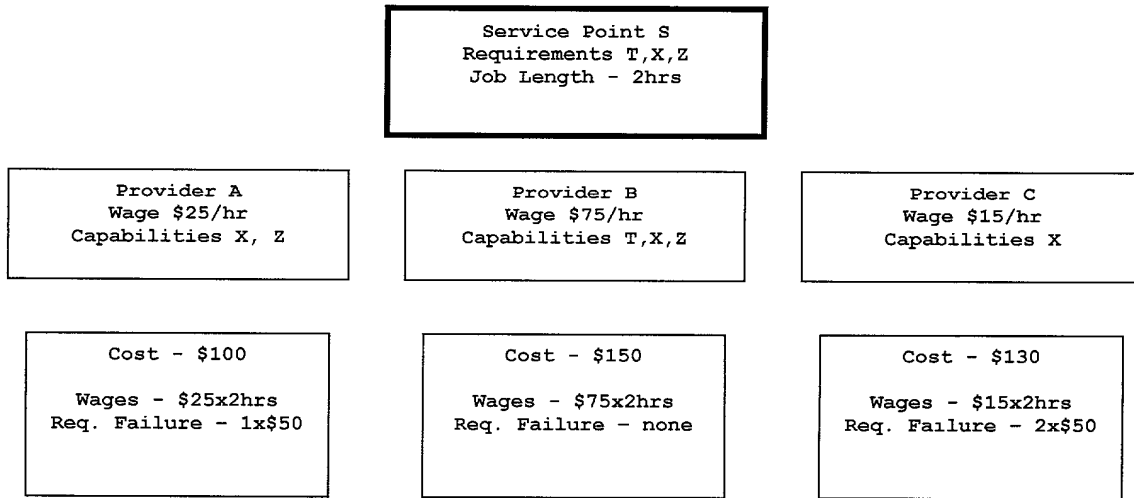 Service Point S
Requirements T,X,Z
Job Length - 2hrs
Provider A
Wage $25/hr
Capabilities X, Z
Provider B
Wage $75/hr
Capabilities T,X,Z
Provider C
Wage $15/hr
Capabilities X
Cost - $100
Wages - $25x2hrs
Req. Failure - 1x$50
Cost - $150
Wages - $75x2hrs
Req. Failure - none
Cost - $130
Wages - $15x2hrs
Req. Failure - 2x$50